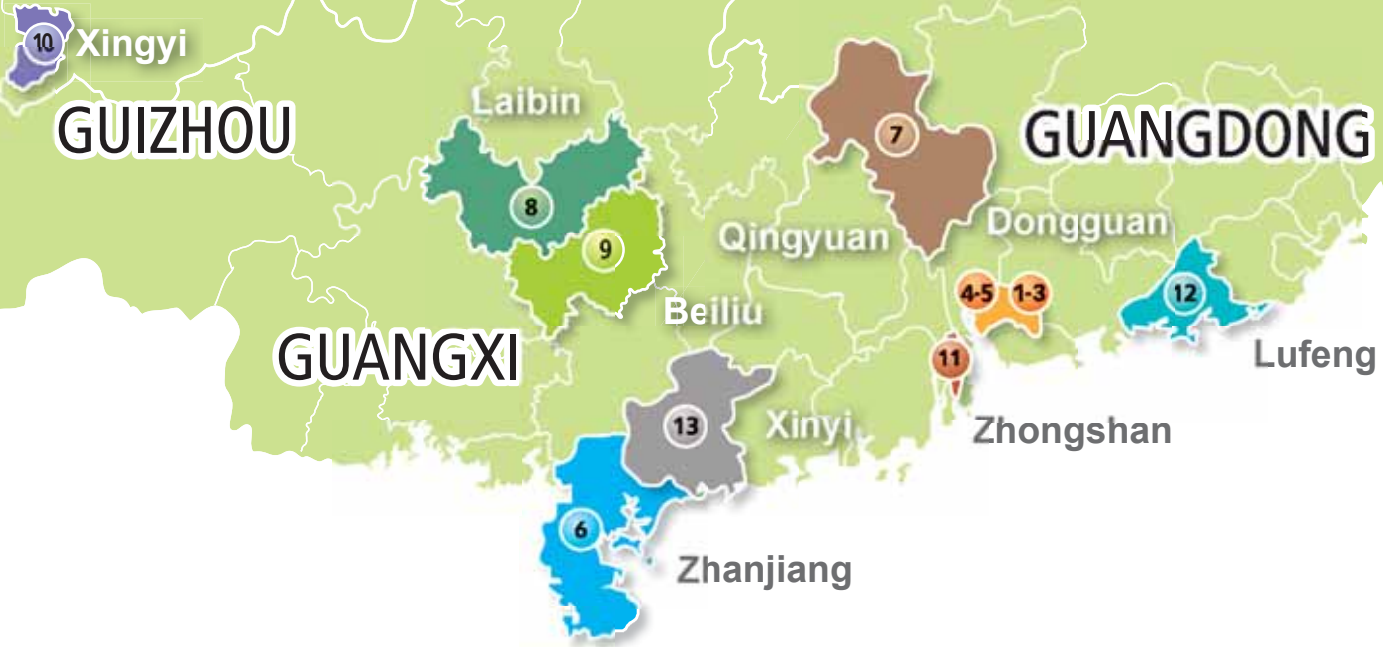 10 Xingyi
GUIZHOU
Laibin
7
GUANGDONG
8
9
Qingyuan
Dongguan
4-5
1-3
12
Beiliu
GUANGXI
11
Lufeng
13
Xinyi
Zhongshan
6
Zhanjiang